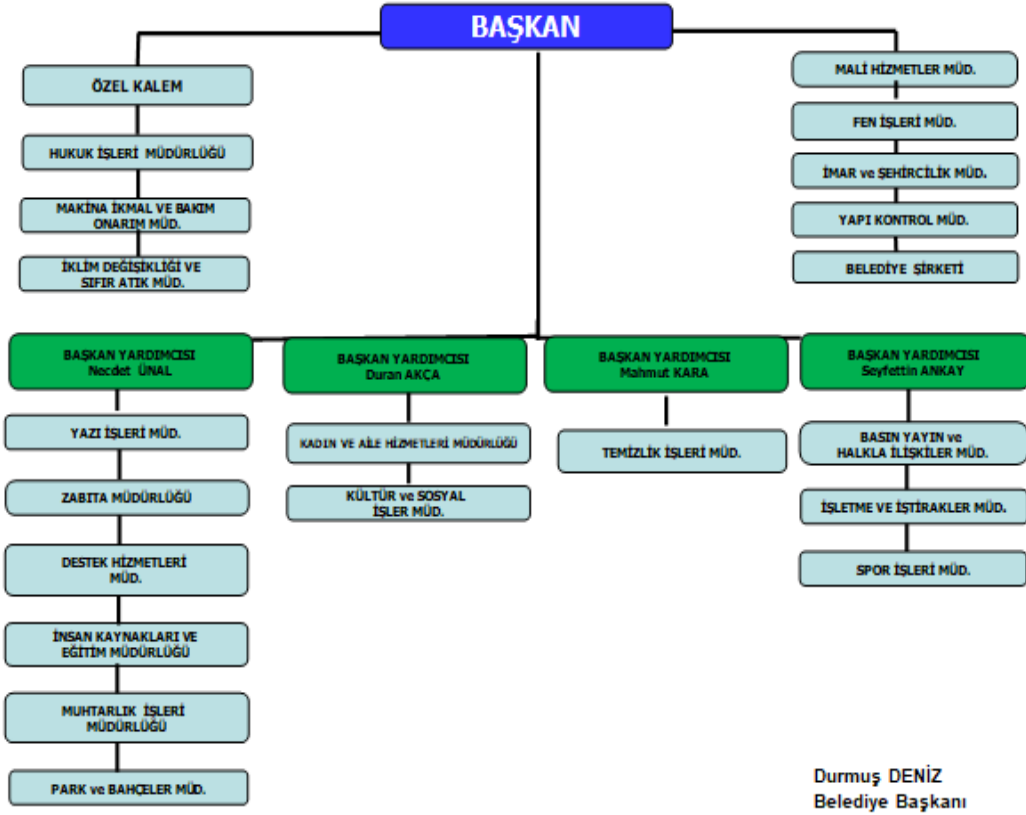 BAŞKAN
ÖZEL KALEM
HUKUK İŞLERİ MÜDÜRLÜĞÜ
MAKİNA İKMAL VE BAKIM
ONARIM MÜD.
İKLİM DEĞİŞİKLİĞİ VE
SIFIR ATIK MÜD.
MALİ HİZMETLER MÜD.
FEN İŞLERİ MÜD.
İMAR ve ŞEHİRCİLİK MÜD.
YAPI KONTROL MÜD.
BELEDİYE ŞİRKETİ
BAŞKAN YARDIMCISI
Necdet ÜNAL
YAZI İŞLERİ MÜD.
ZABITA MÜDÜRLÜĞÜ
DESTEK HİZMETLERİ
MÜD.
İNSAN KAYNAKLARI VE
EĞİTİM MÜDÜRLÜĞÜ
MUHTARLIK İŞLERİ
MÜDÜRLÜĞÜ
PARK ve BAHÇELER MÜD.
BAŞKAN YARDIMCISI
Duran AKÇA
KADIN VE AİLE HİZMETLERİ MÜDÜRLÜĞÜ
KÜLTÜR ve SOSYAL
İŞLER MÜD.
BAŞKAN YARDIMCISI
Mahmut KARA
TEMİZLİK İŞLERİ MÜD.
BAŞKAN YARDIMCISI
Seyfettin ANKAY
BASIN YAYIN ve
HALKLA İLİŞKİLER MÜD.
İŞLETME VE İŞTİRAKLER MÜD.
SPOR İŞLERİ MÜD.
Durmuş DENİZ
Belediye Başkanı